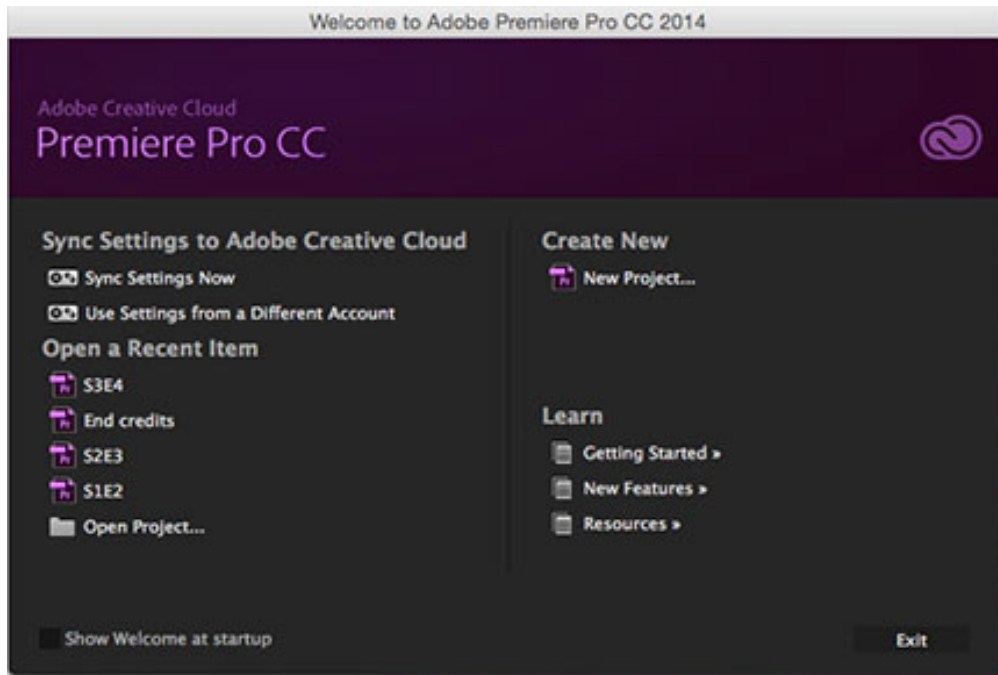 Welcome to Adobe Premiere Pro CC 2014
Adobe Creative Cloud
Premiere Pro CC
Sync Settings to Adobe Creative Cloud
Sync Settings Now
Use Settings from a Different Account
Open a Recent Item
S3E4
End credits
S2E3
S1E2
Open Project...
Create New
New Project...
Learn
Getting Started »
New Features »
Resources »
Show Welcome at startup
Exit